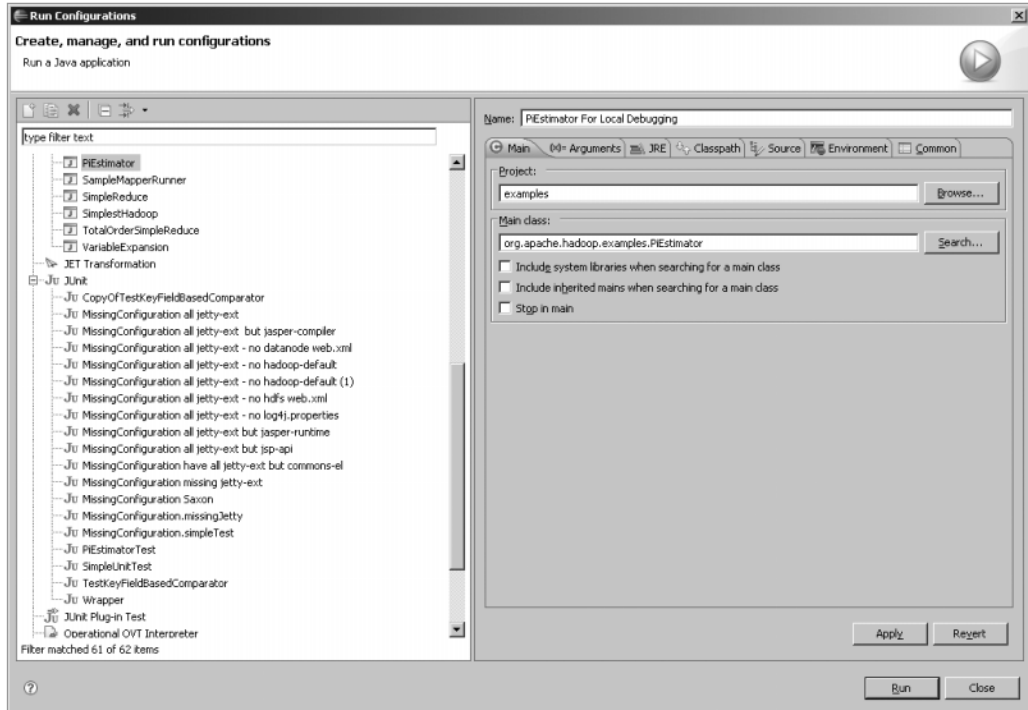 Run Configurations
Create, manage, and run configurations
Run a Java application
type filter text
PiEstimator
SampleMapperRunner
SimpleReduce
SimplestHadoop
TotalOrderSimpleReduce
VariableExpansion
JET Transformation
JUnit
CopyOfTestKeyFieldBasedComparator
MissingConfiguration all jetty-ext
MissingConfiguration all jetty-ext but jasper-compiler
MissingConfiguration all jetty-ext - no datanode web.xml
MissingConfiguration all jetty-ext - no hadoop-default
MissingConfiguration all jetty-ext - no hadoop-default (1)
MissingConfiguration all jetty-ext - no hdfs web.xml
MissingConfiguration all jetty-ext - no log4j.properties
MissingConfiguration all jetty-ext but jasper-runtime
MissingConfiguration all jetty-ext but jsp-api
MissingConfiguration have all jetty-ext but commons-el
MissingConfiguration missing jetty-ext
MissingConfiguration Saxon
MissingConfiguration.missingJetty
MissingConfiguration.simpleTest
PiEstimatorTest
SimpleUnitTest
TestKeyFieldBasedComparator
Wrapper
JUnit Plug-in Test
Operational QVT Interpreter
Filter matched 61 of 62 items
Name: PiEstimator For Local Debugging
Main (x)= Arguments JRE Classpath Source Environment Common
Project:
examples Browse...
Main class:
org.apache.hadoop.examples.PiEstimator Search...
Include system libraries when searching for a main class
Include inherited mains when searching for a main class
Stop in main
Apply Revert
Run Close